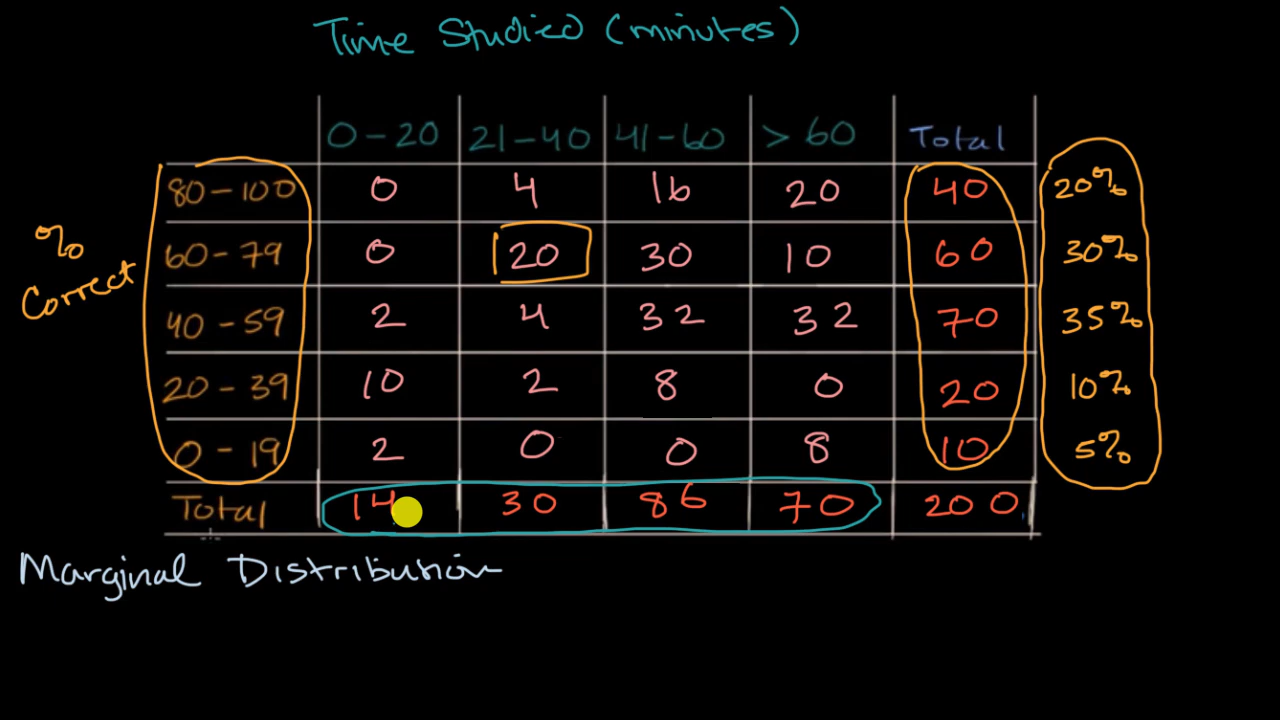 Time Studied (minutes)
0-20 21-40 41-60 >60 Total
80-100 0 4 16 20 40 20%
60-79 0 20 30 10 60 30%
% Correct
40-59 2 4 32 32 70 35%
20-39 10 2 8 0 20 10%
0-19 2 0 0 8 10 5%
Total 14 30 86 70 200
Marginal Distribution